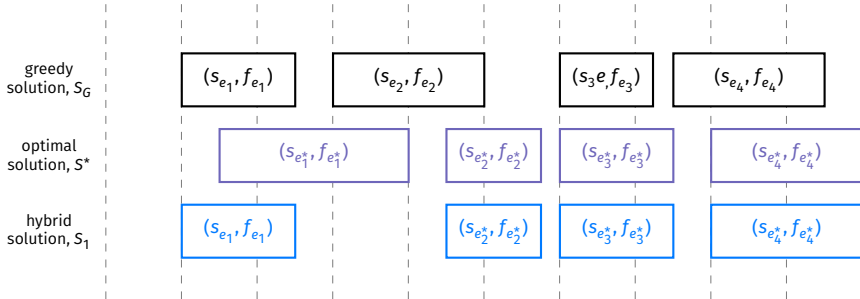 greedy
solution, S_G
(s_{e_1}, f_{e_1})
(s_{e_2}, f_{e_2})
(s_3e, f_{e_3})
(s_{e_4}, f_{e_4})
optimal
solution, S*
(s_{e_1^*}, f_{e_1^*})
(s_{e_2^*}, f_{e_2^*})
(s_{e_3^*}, f_{e_3^*})
(s_{e_4^*}, f_{e_4^*})
hybrid
solution, S_1
(s_{e_1}, f_{e_1})
(s_{e_2^*}, f_{e_2^*})
(s_{e_3^*}, f_{e_3^*})
(s_{e_4^*}, f_{e_4^*})